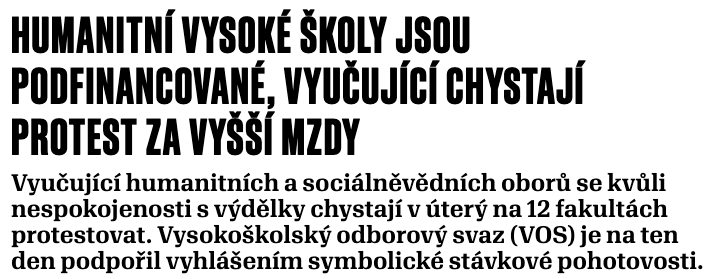 HUMANITNÍ VYSOKÉ ŠKOLY JSOU
PODFINANCOVANÉ, VYUČUJÍCÍ CHYSTAJÍ
PROTEST ZA VYŠŠÍ MZDY
Vyučující humanitních a sociálněvědních oborů se kvůli
nespokojenosti s výdělky chystají v úterý na 12 fakultách
protestovat. Vysokoškolský odborový svaz (VOS) je na ten
den podpořil vyhlášením symbolické stávkové pohotovosti.